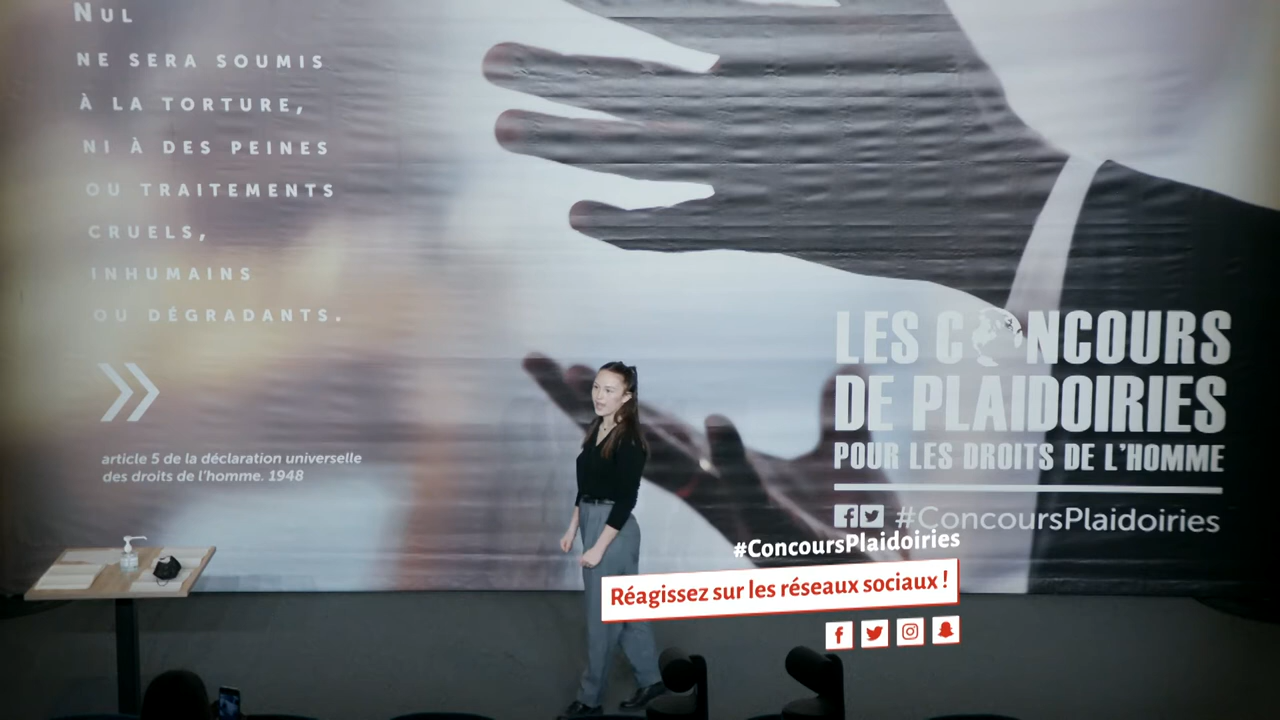 NUL
NE SERA SOUMIS
À LA TORTURE,
NI À DES PEINES
OU TRAITEMENTS
CRUELS,
INHUMAINS
OU DÉGRADANTS.
article 5 de la déclaration universelle
des droits de l'homme. 1948
LES CONCOURS
DE PLAIDOIRIES
POUR LES DROITS DE L'HOMME
#ConcoursPlaidoiries
#ConcoursPlaidoiries
Réagissez sur les réseaux sociaux !